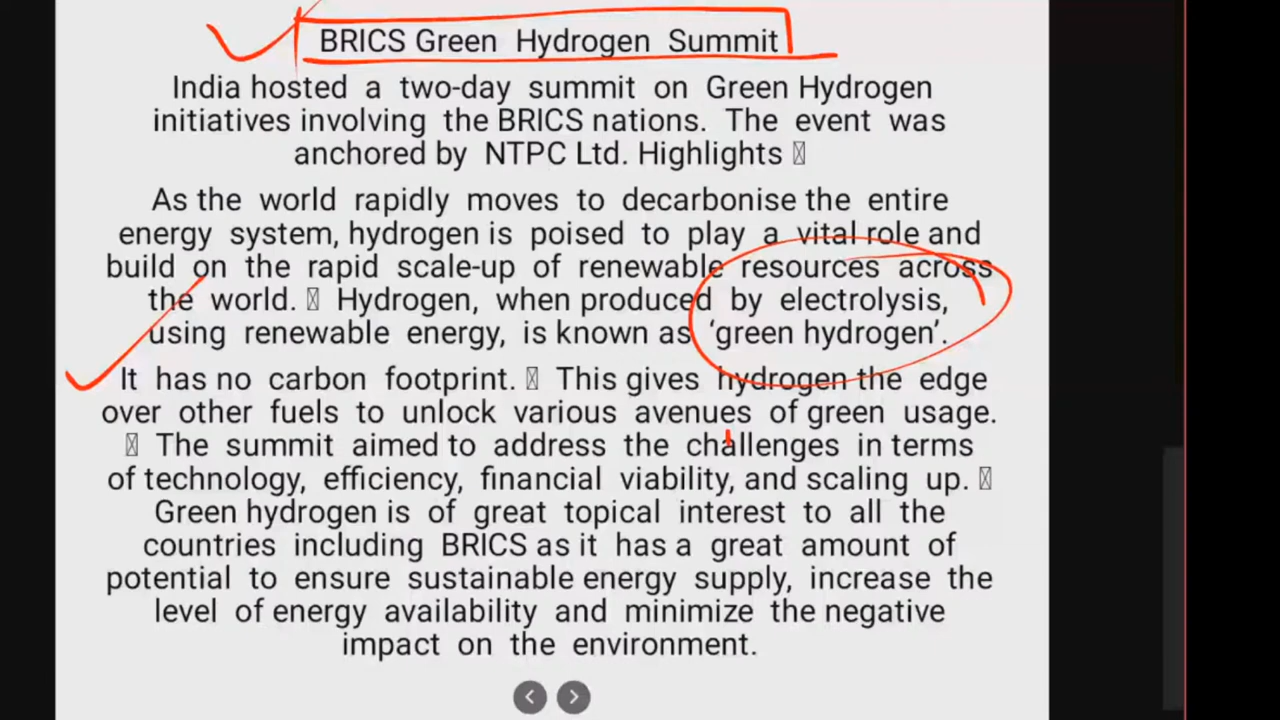 BRICS Green Hydrogen Summit
India hosted a two-day summit on Green Hydrogen
initiatives involving the BRICS nations. The event was
anchored by NTPC Ltd. Highlights
As the world rapidly moves to decarbonise the entire
energy system, hydrogen is poised to play a vital role and
build on the rapid scale-up of renewable resources across
the world. Hydrogen, when produced by electrolysis,
using renewable energy, is known as ‘green hydrogen’.
It has no carbon footprint. This gives hydrogen the edge
over other fuels to unlock various avenues of green usage.
The summit aimed to address the challenges in terms
of technology, efficiency, financial viability, and scaling up.
Green hydrogen is of great topical interest to all the
countries including BRICS as it has a great amount of
potential to ensure sustainable energy supply, increase the
level of energy availability and minimize the negative
impact on the environment.